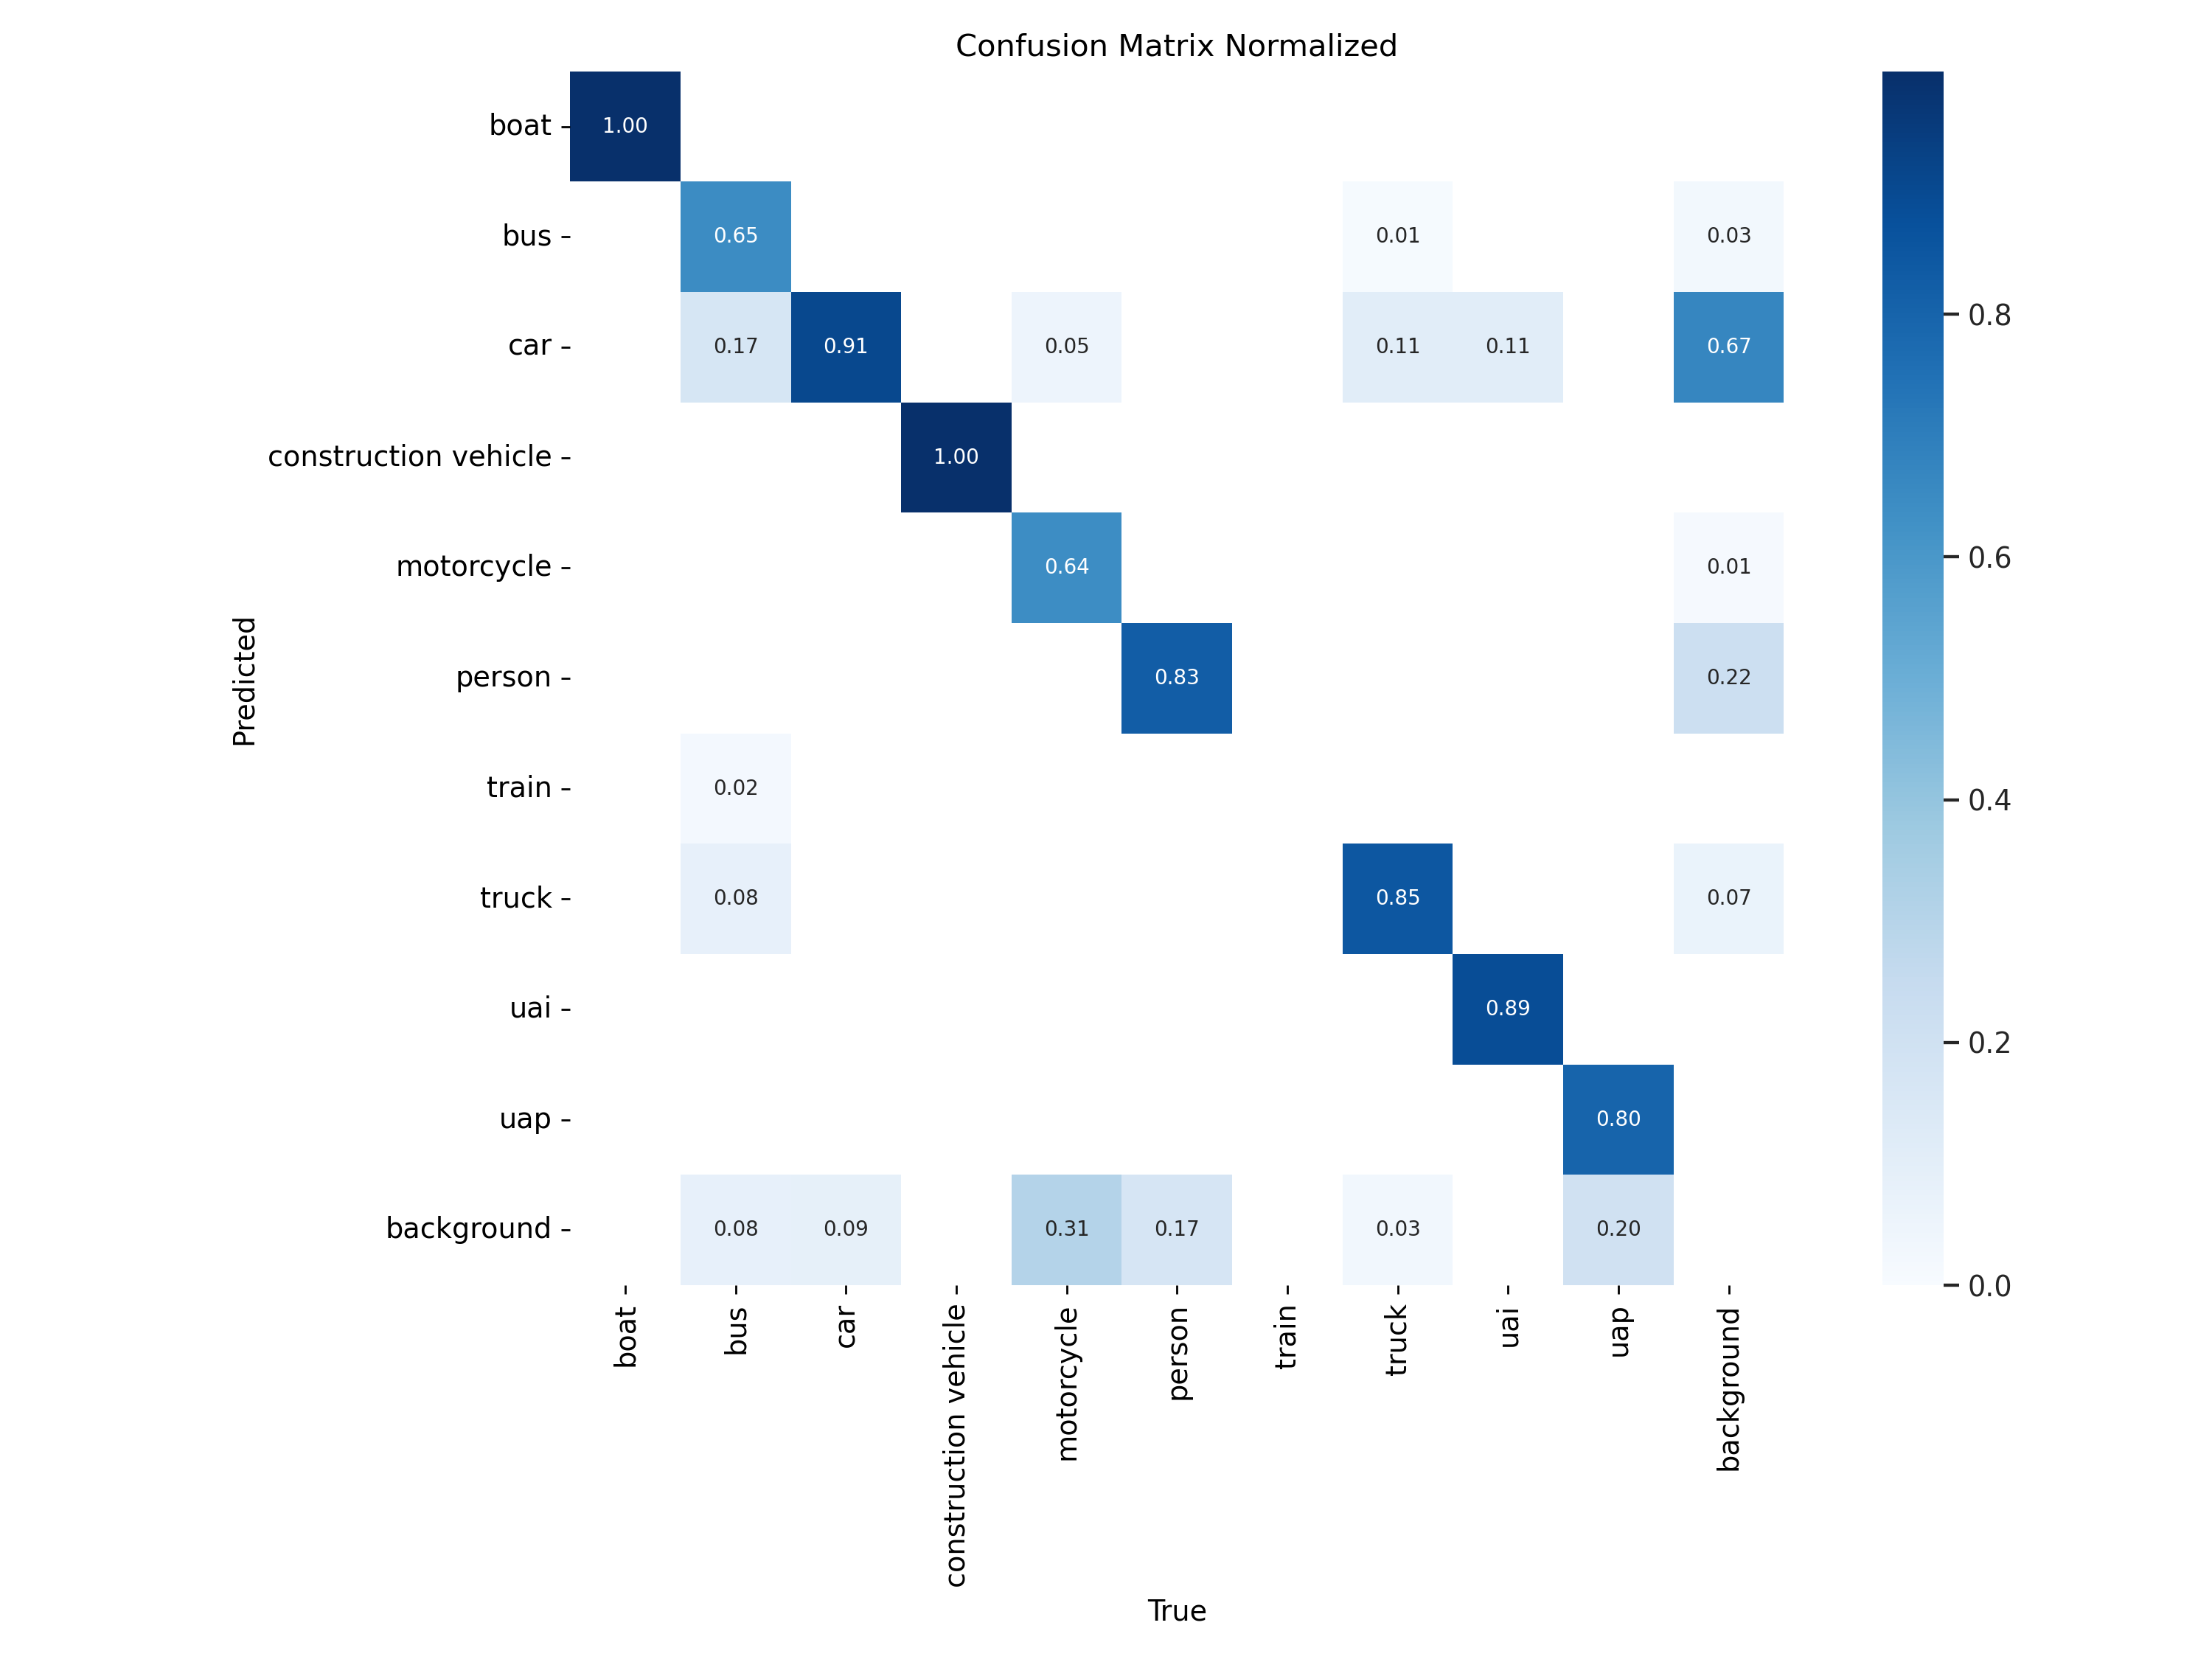 Confusion Matrix Normalized
boat
1.00
bus
0.65
0.01
0.03
car
0.17
0.91
0.05
0.11
0.11
0.67
construction vehicle
1.00
motorcycle
0.64
0.01
person
0.83
0.22
train
0.02
truck
0.08
0.85
0.07
uai
0.89
uap
0.80
background
0.08
0.09
0.31
0.17
0.03
0.20
Predicted
boat
bus
car
construction vehicle
motorcycle
person
train
truck
uai
uap
background
True
0.8
0.6
0.4
0.2
0.0